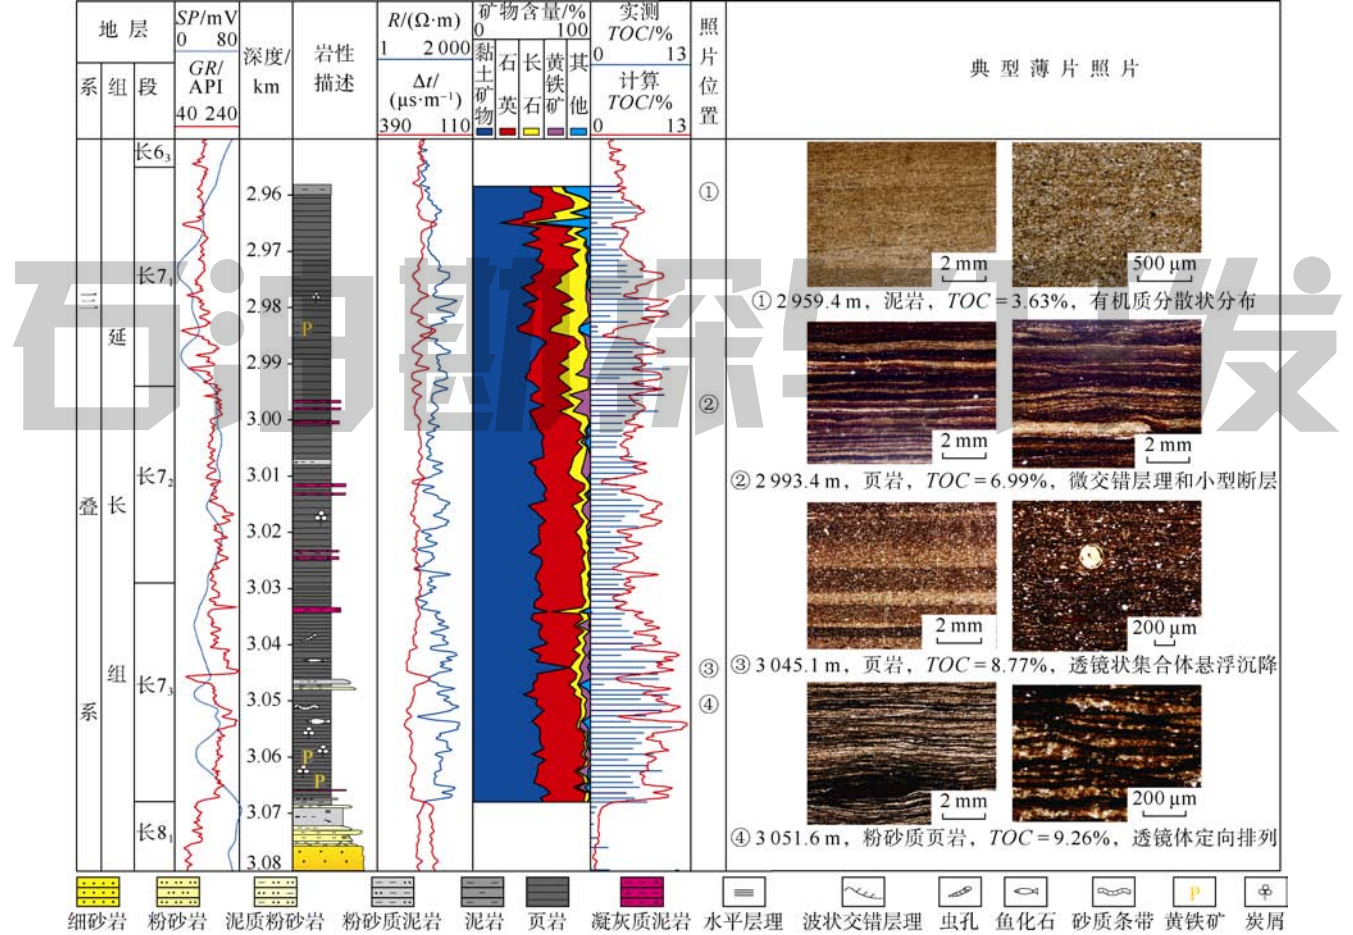 地 层
系
组
段
SP/mV
0 80
GR/
API
40 240
深度/
km
岩性
描述
R/(Ω·m)
1 2 000
Δt/
(μs·m⁻¹)
390 110
矿物含量/%
0 100
黏土矿物
石英
长石
黄铁矿
其他
实测
TOC/%
0 13
计算
TOC/%
0 13
照片位置
典 型 薄 片 照 片
三叠系
延长组
长6₃
长7₁
长7₂
长7₃
长8₁
2.96
2.97
2.98
2.99
3.00
3.01
3.02
3.03
3.04
3.05
3.06
3.07
3.08
P
P
P
①
②
③
④
2 mm
500 μm
① 2 959.4 m，泥岩，TOC = 3.63%，有机质分散状分布
2 mm
2 mm
② 2 993.4 m，页岩，TOC = 6.99%，微交错层理和小型断层
2 mm
200 μm
③ 3 045.1 m，页岩，TOC = 8.77%，透镜状集合体悬浮沉降
2 mm
200 μm
④ 3 051.6 m，粉砂质页岩，TOC = 9.26%，透镜体定向排列
P
细砂岩 粉砂岩 泥质粉砂岩 粉砂质泥岩 泥岩 页岩 凝灰质泥岩 水平层理 波状交错层理 虫孔 鱼化石 砂质条带 黄铁矿 炭屑
石油勘探与开发